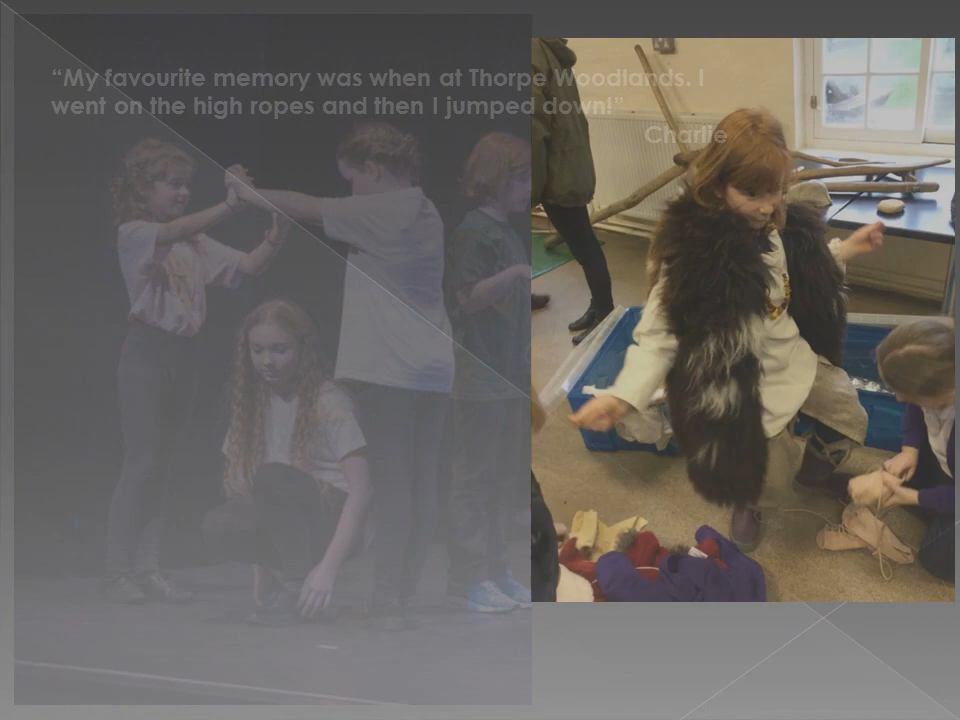 “My favourite memory was when at Thorpe Woodlands. I
went on the high ropes and then I jumped down!”
Charlie